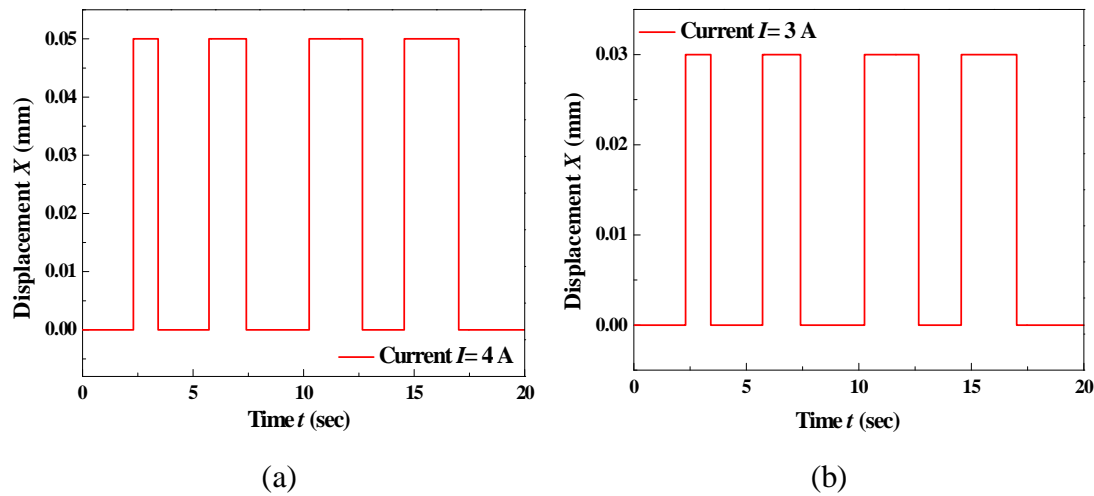 0.05
0.04
0.03
0.02
0.01
0.00
Displacement X (mm)
Current I= 4 A
0
5
10
15
20
Time t (sec)
(a)
0.03
0.02
0.01
0.00
Displacement X (mm)
Current I= 3 A
0
5
10
15
20
Time t (sec)
(b)